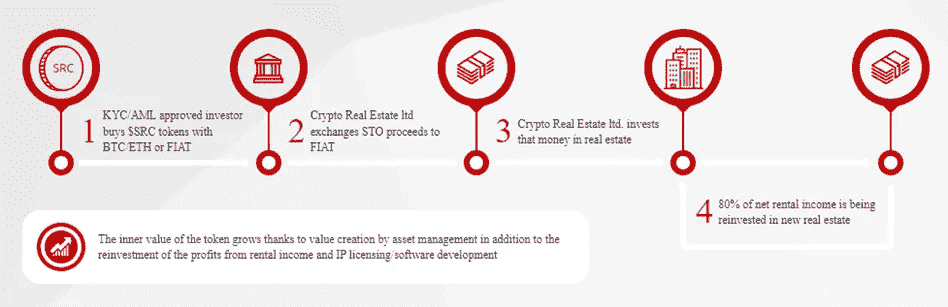 SRC
1
KYC/AML approved investor
buys $SRC tokens with
BTC/ETH or FIAT
2
Crypto Real Estate ltd
exchanges STO proceeds to
FIAT
3
Crypto Real Estate ltd. invests
that money in real estate
4
80% of net rental income is being
reinvested in new real estate
The inner value of the token grows thanks to value creation by asset management in addition to the
reinvestment of the profits from rental income and IP licensing/software development